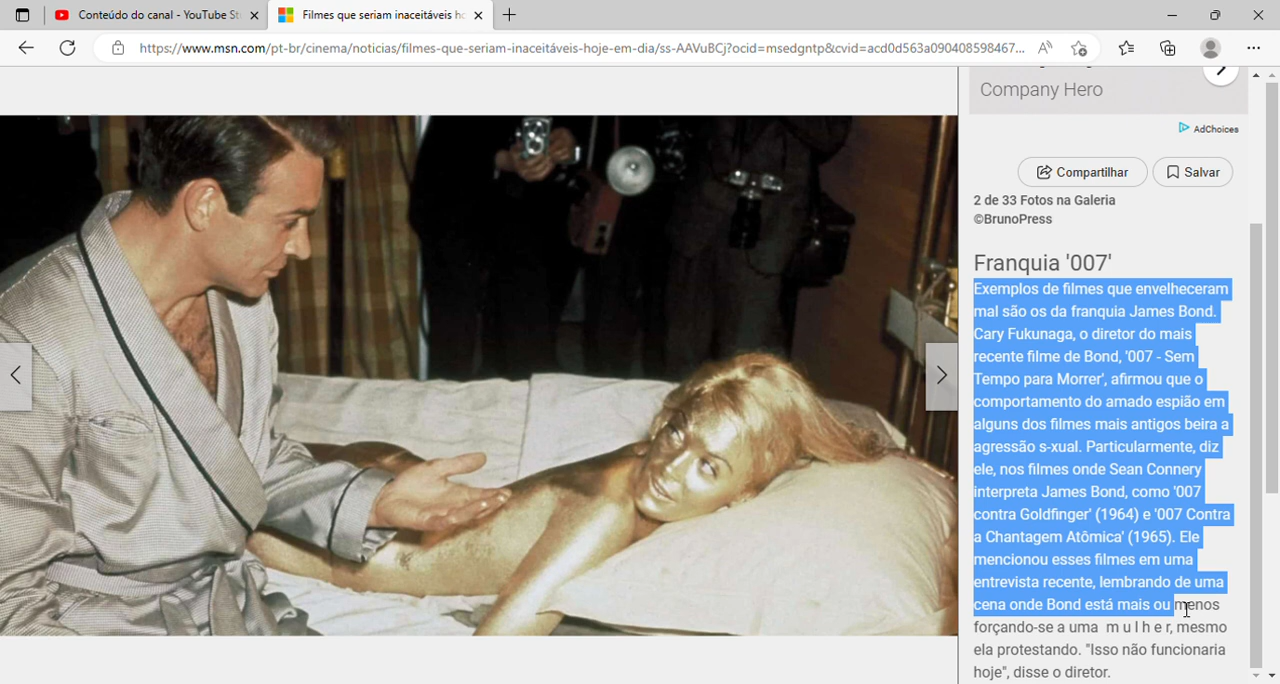 Conteúdo do canal - YouTube St
Filmes que seriam inaceitáveis ho
https://www.msn.com/pt-br/cinema/noticias/filmes-que-seriam-inaceitáveis-hoje-em-dia/ss-AAVuBCj?ocid=msedgntp&cvid=acd0d563a090408598467...
Company Hero
AdChoices
Compartilhar
Salvar
2 de 33 Fotos na Galeria
©BrunoPress
Franquia '007'
Exemplos de filmes que envelheceram
mal são os da franquia James Bond.
Cary Fukunaga, o diretor do mais
recente filme de Bond, '007 - Sem
Tempo para Morrer', afirmou que o
comportamento do amado espião em
alguns dos filmes mais antigos beira a
agressão s-xual. Particularmente, diz
ele, nos filmes onde Sean Connery
interpreta James Bond, como '007
contra Goldfinger' (1964) e '007 Contra
a Chantagem Atômica' (1965). Ele
mencionou esses filmes em uma
entrevista recente, lembrando de uma
cena onde Bond está mais ou menos
forçando-se a uma m u l h e r, mesmo
ela protestando. "Isso não funcionaria
hoje", disse o diretor.